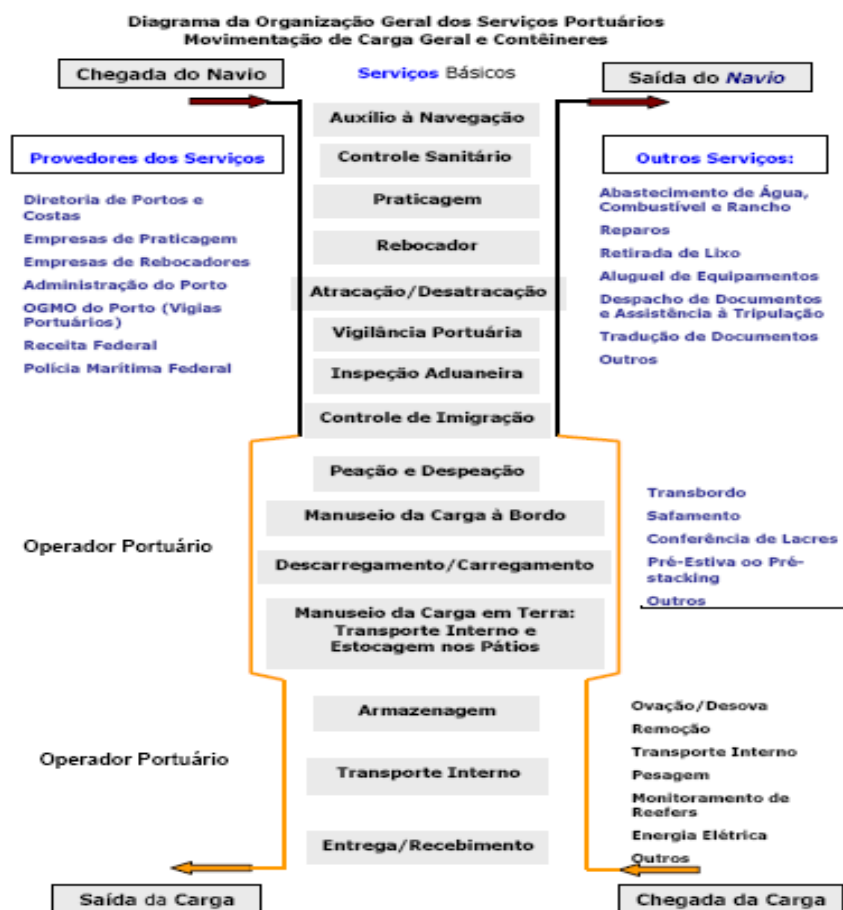 Diagrama da Organização Geral dos Serviços Portuários
Movimentação de Carga Geral e Contêineres
Chegada do Navio
Serviços Básicos
Saída do Navio
Auxílio à Navegação
Provedores dos Serviços
Controle Sanitário
Outros Serviços:
Diretoria de Portos e
Costas
Empresas de Praticagem
Empresas de Rebocadores
Administração do Porto
OGMO do Porto (Vigias
Portuários)
Receita Federal
Polícia Marítima Federal
Praticagem
Rebocador
Atracação/Desatracação
Vigilância Portuária
Inspeção Aduaneira
Controle de Imigração
Abastecimento de Água,
Combustível e Rancho
Reparos
Retirada de Lixo
Aluguel de Equipamentos
Despacho de Documentos
e Assistência à Tripulação
Tradução de Documentos
Outros
Operador Portuário
Peação e Despeação
Manuseio da Carga à Bordo
Descarregamento/Carregamento
Manuseio da Carga em Terra:
Transporte Interno e
Estocagem nos Pátios
Transbordo
Safamento
Conferência de Lacres
Pré-Estiva oo Pré-
stacking
Outros
Operador Portuário
Armazenagem
Transporte Interno
Entrega/Recebimento
Ovação/Desova
Remoção
Transporte Interno
Pesagem
Monitoramento de
Reefers
Energia Elétrica
Outros
Saída da Carga
Chegada da Carga